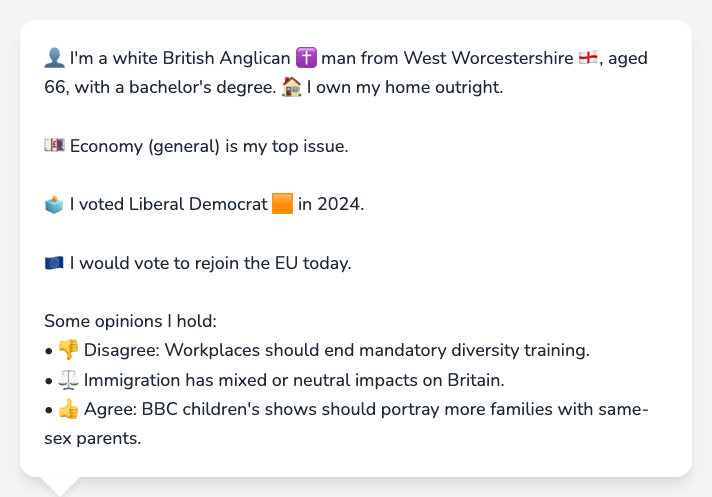 👤 I'm a white British Anglican ✝️ man from West Worcestershire 🏴󠁧󠁢󠁥󠁮󠁧󠁿, aged
66, with a bachelor's degree. 🏠 I own my home outright.
💷 Economy (general) is my top issue.
🗳️ I voted Liberal Democrat 🟧 in 2024.
🇪🇺 I would vote to rejoin the EU today.
Some opinions I hold:
• 👎 Disagree: Workplaces should end mandatory diversity training.
• ⚖️ Immigration has mixed or neutral impacts on Britain.
• 👍 Agree: BBC children's shows should portray more families with same-
sex parents.